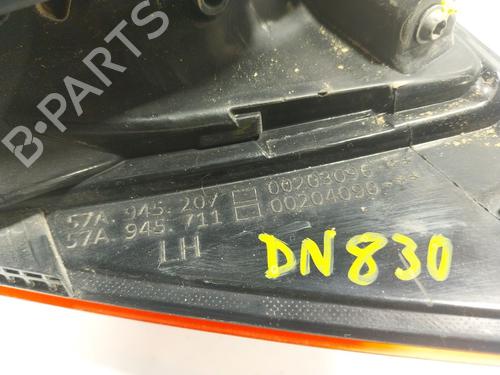 B-PARTS
57A. 945. 207 00203096
57A. 945. 711 00204090
LH
DN830